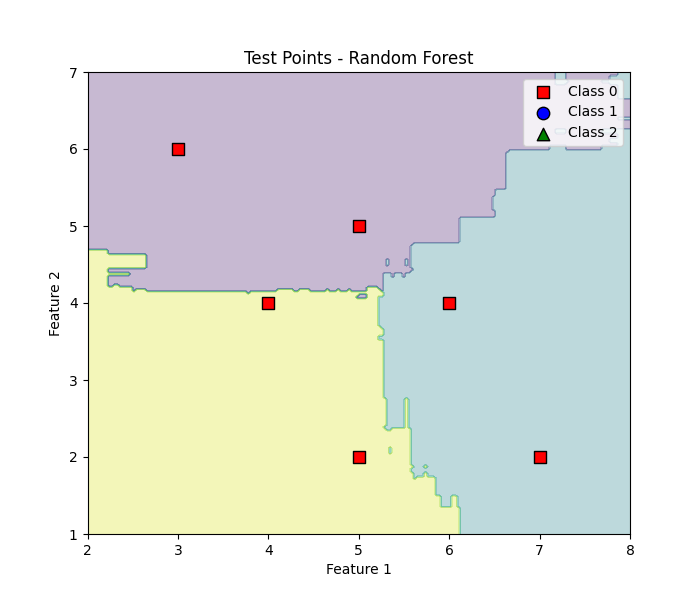 Test Points - Random Forest
Class 0
Class 1
Class 2
7
6
5
4
3
2
1
Feature 2
2 3 4 5 6 7 8
Feature 1